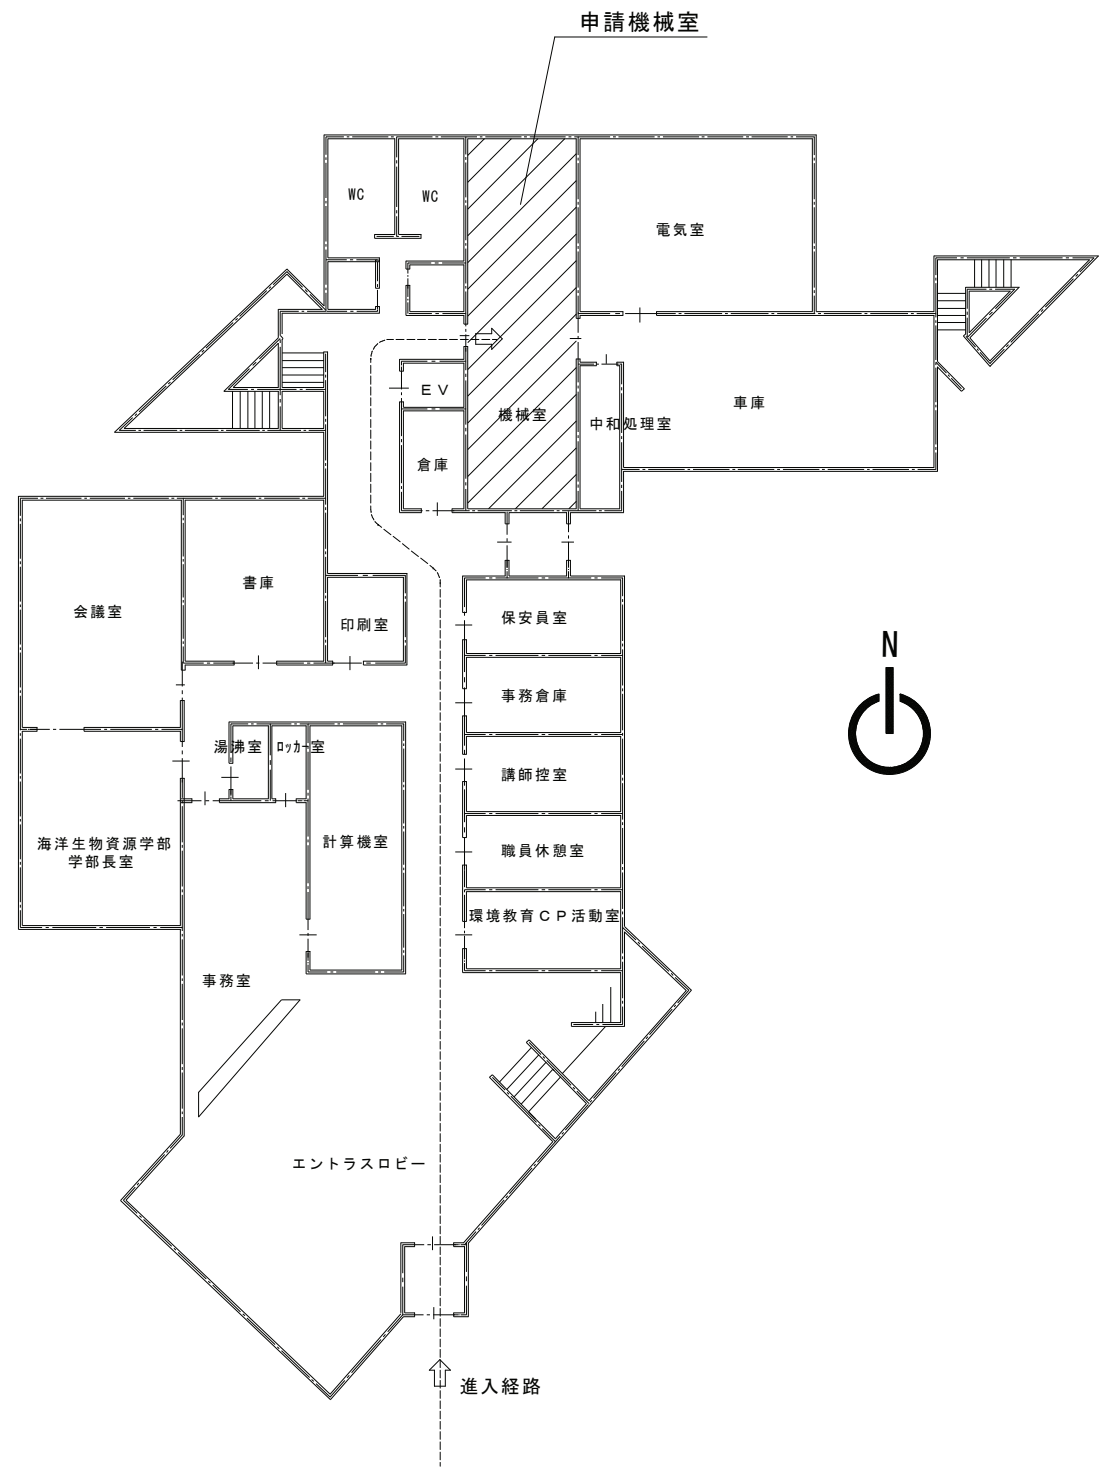 申請機械室
WC
WC
電気室
EV
機械室
中和処理室
車庫
倉庫
書庫
会議室
印刷室
保安員室
N
事務倉庫
湯沸室
ロッカー室
講師控室
海洋生物資源学部
学部長室
計算機室
職員休憩室
環境教育CP活動室
事務室
エントラスロビー
進入経路